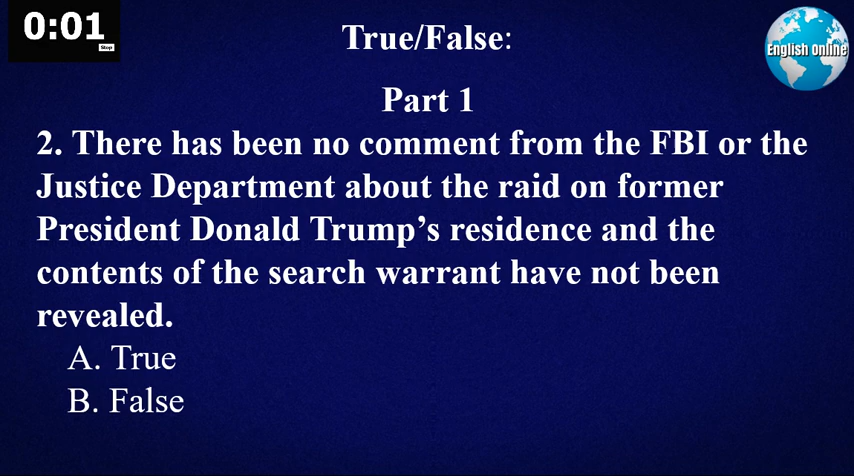 0:01
Stop
English Online
True/False:
Part 1
2. There has been no comment from the FBI or the
Justice Department about the raid on former
President Donald Trump’s residence and the
contents of the search warrant have not been
revealed.
A. True
B. False